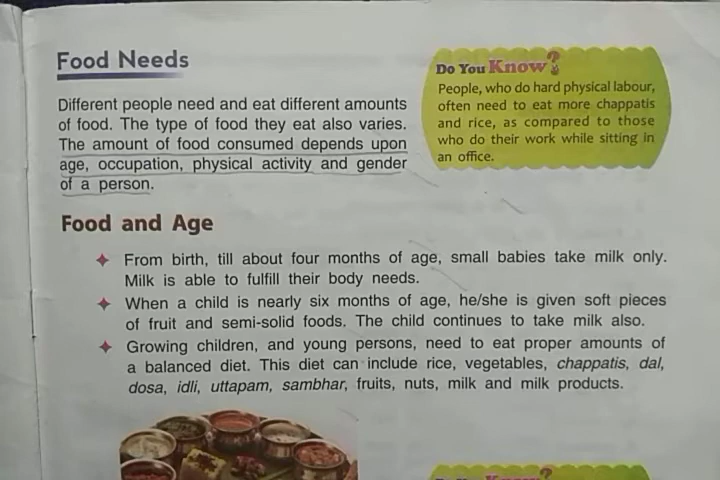 Food Needs
Different people need and eat different amounts
of food. The type of food they eat also varies.
The amount of food consumed depends upon
age, occupation, physical activity and gender
of a person.
Do You Know?
People, who do hard physical labour,
often need to eat more chappatis
and rice, as compared to those
who do their work while sitting in
an office.
Food and Age
From birth, till about four months of age, small babies take milk only.
Milk is able to fulfill their body needs.
When a child is nearly six months of age, he/she is given soft pieces
of fruit and semi-solid foods. The child continues to take milk also.
Growing children, and young persons, need to eat proper amounts of
a balanced diet. This diet can include rice, vegetables, chappatis, dal,
dosa, idli, uttapam, sambhar, fruits, nuts, milk and milk products.